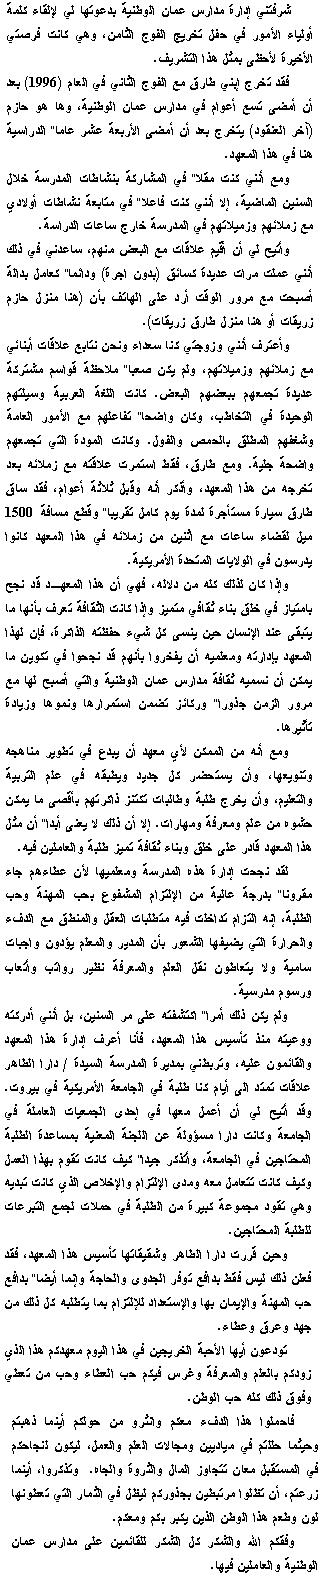 شرفتني إدارة مدارس عمان الوطنية بدعوتها لي لإلقاء كلمة
أولياء الأمور في حفل تخريج الفوج الثامن، وهي كانت فرصتي
الأخيرة لأحظى بمثل هذا التشريف.
فقد تخرج إبني طارق مع الفوج الثاني في العام (1996) بعد
أن أمضى تسع أعوام في مدارس عمان الوطنية، وها هو حازم
(آخر العنقود) يتخرج بعد أن أمضى الأربعة عشر عاما" الدراسية
هنا في هذا المعهد.
ومع أنني كنت مقلا" في المشاركة بنشاطات المدرسة خلال
السنين الماضية، إلا أنني كنت فاعلا" في متابعة نشاطات أولادي
مع زملائهم وزميلاتهم في المدرسة خارج ساعات الدراسة.
وأتيح لي أن أقيم علاقات مع البعض منهم، ساعدني في ذلك
أنني عملت مرات عديدة كسائق (بدون اجرة) ودائما" كعامل بدالة
أصبحت مع مرور الوقت أرد على الهاتف بأن (هنا منزل حازم
زريقات أو هنا منزل طارق زريقات).
وأعترف أنني وزوجتي كنا سعداء ونحن نتابع علاقات أبنائي
مع زملائهم وزميلاتهم، ولم يكن صعبا" ملاحظة قواسم مشتركة
عديدة تجمعهم ببعضهم البعض. كانت اللغة العربية وسيلتهم
الوحيدة في التخاطب، وكان واضحا" تفاعلهم مع الأمور العامة
وشغفهم المطلق بالحمص والفول. وكانت المودة التي تجمعهم
واضحة جلية. ومع طارق، فقط استمرت علاقته مع زملائه بعد
تخرجه من هذا المعهد، وأذكر أنه وقبل ثلاثة أعوام، فقد ساق
طارق سيارة مستأجرة لمدة يوم كامل تقريبا" وقطع مسافة 1500
ميل لقضاء ساعات مع إثنين من زملائه في هذا المعهد كانوا
يدرسون في الولايات المتحدة الأمريكية.
وإذا كان لذلك كله من دلاله، فهي أن هذا المعهــد قد نجح
بامتياز في خلق بناء ثقافي متميز وإذا كانت الثقافة تعرف بأنها ما
يتبقى عند الإنسان حين ينسى كل شيء حفظته الذاكرة، فإن لهذا
المعهد بإدارته ومعلميه أن يفخروا بأنهم قد نجحوا في تكوين ما
يمكن أن نسميه ثقافة مدارس عمان الوطنية والتي أصبح لها مع
مرور الزمن جذورا" وركائز تضمن استمرارها ونموها وزيادة
تأثيرها.
ومع أنه من الممكن لأي معهد أن يبدع في تطوير مناهجه
وتنويعها، وأن يستحضر كل جديد ويطبقه في علم التربية
والتعليم، وأن يخرج طلبة وطالبات تكتنز ذاكرتهم بأقصى ما يمكن
حشوه من علم ومعرفة ومهارات. إلا أن ذلك لا يعنى أبدا" أن مثل
هذا المعهد قادر على خلق وبناء ثقافة تميز طلبة والعاملين فيه.
لقد نجحت إدارة هذه المدرسة ومعلميها لأن عطاءهم جاء
مقرونا" بدرجة عالية من الإلتزام المشفوع بحب المهنة وحب
الطلبة، إنه التزام تداخلت فيه متطلبات العقل والمنطق مع الدفء
والحرارة التي يضيفها الشعور بأن المدير والمعلم يؤدون واجبات
سامية ولا يتعاطون نقل العلم والمعرفة نظير رواتب وأتعاب
ورسوم مدرسية.
ولم يكن ذلك أمرا" اكتشفته على مر السنين، بل أنني أدركته
ووعيته منذ تأسيس هذا المعهد، فأنا أعرف إدارة هذا المعهد
والقائمون عليه، وتربطني بمديرة المدرسة السيدة / دارا الطاهر
علاقات تمتد الى أيام كنا طلبة في الجامعة الأمريكية في بيروت.
وقد أتيح لي أن أعمل معها في إحدى الجمعيات العاملة في
الجامعة وكانت دارا مسؤولة عن اللجنة المعنية بمساعدة الطلبة
المحتاجين في الجامعة، وأتذكر جيدا" كيف كانت تقوم بهذا العمل
وكيف كانت تتعامل معه ومدى الإلتزام والإخلاص الذي كانت تبديه
وهي تقود مجموعة كبيرة من الطلبة في حملات لجمع التبرعات
للطلبة المحتاجين.
وحين قررت دارا الطاهر وشقيقاتها تأسيس هذا المعهد، فقد
فعلن ذلك ليس فقط بدافع توفر الجدوى والحاجة وإنما أيضا" بدافع
حب المهنة والإيمان بها والإستعداد للإلتزام بما يتطلبه كل ذلك من
جهد وعرق وعطاء.
تودعون أيها الأحبة الخريجين في هذا اليوم معهدكم هذا الذي
زودكم بالعلم والمعرفة وغرس فيكم حب العطاء وحب من تعطي
وفوق ذلك كله حب الوطن.
فاحملوا هذا الدفء معكم وانثرو من حولكم أينما ذهبتم
وحيثما حللتم في مياديين ومجالات العلم والعمل، ليكون لنجاحكم
في المستقبل معان تتجاوز المال والثروة والجاه. وتذكروا، أينما
زرعتم، أن تظلوا مرتبطين بجذوركم ليظل في الثمار التي تعطونها
لون وطعم هذا الوطن الذين يكبر بكم ومعكم.
وفقكم الله والشكر كل الشكر للقائمين على مدارس عمان
الوطنية والعاملين فيها.